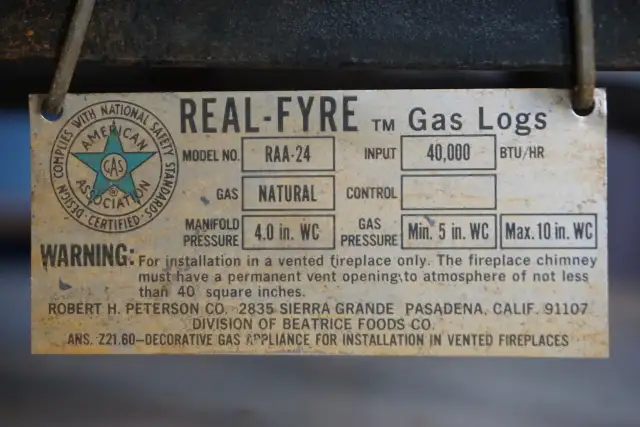 REAL-FYRE TM Gas Logs
DESIGN COMPLIES WITH NATIONAL SAFETY STANDARDS
·CERTIFIED·
AMERICAN
GAS
®
ASSOCIATION
MODEL NO. RAA-24 INPUT 40,000 BTU/HR
GAS NATURAL CONTROL
MANIFOLD PRESSURE 4.0 in. WC GAS PRESSURE Min. 5 in. WC Max. 10 in. WC
WARNING: For installation in a vented fireplace only. The fireplace chimney
must have a permanent vent opening to atmosphere of not less
than 40 square inches.
ROBERT H. PETERSON CO. 2835 SIERRA GRANDE PASADENA, CALIF. 91107
DIVISION OF BEATRICE FOODS CO.
ANS. Z21.60—DECORATIVE GAS APPLIANCE FOR INSTALLATION IN VENTED FIREPLACES